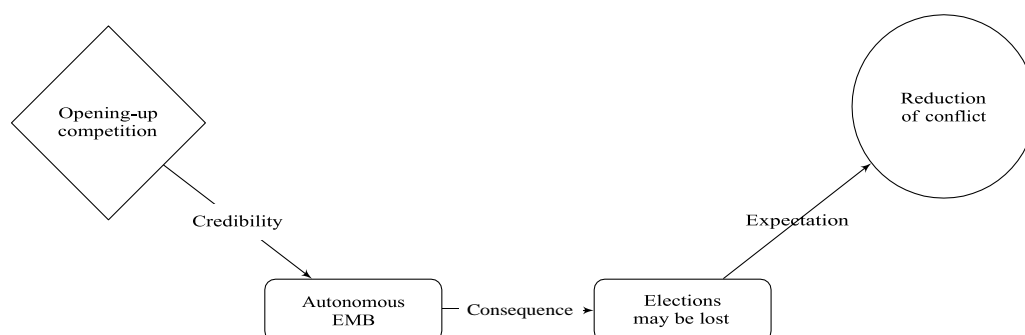 Opening-up
competition
Reduction
of conflict
Credibility
Expectation
Autonomous
EMB
Consequence
Elections
may be lost